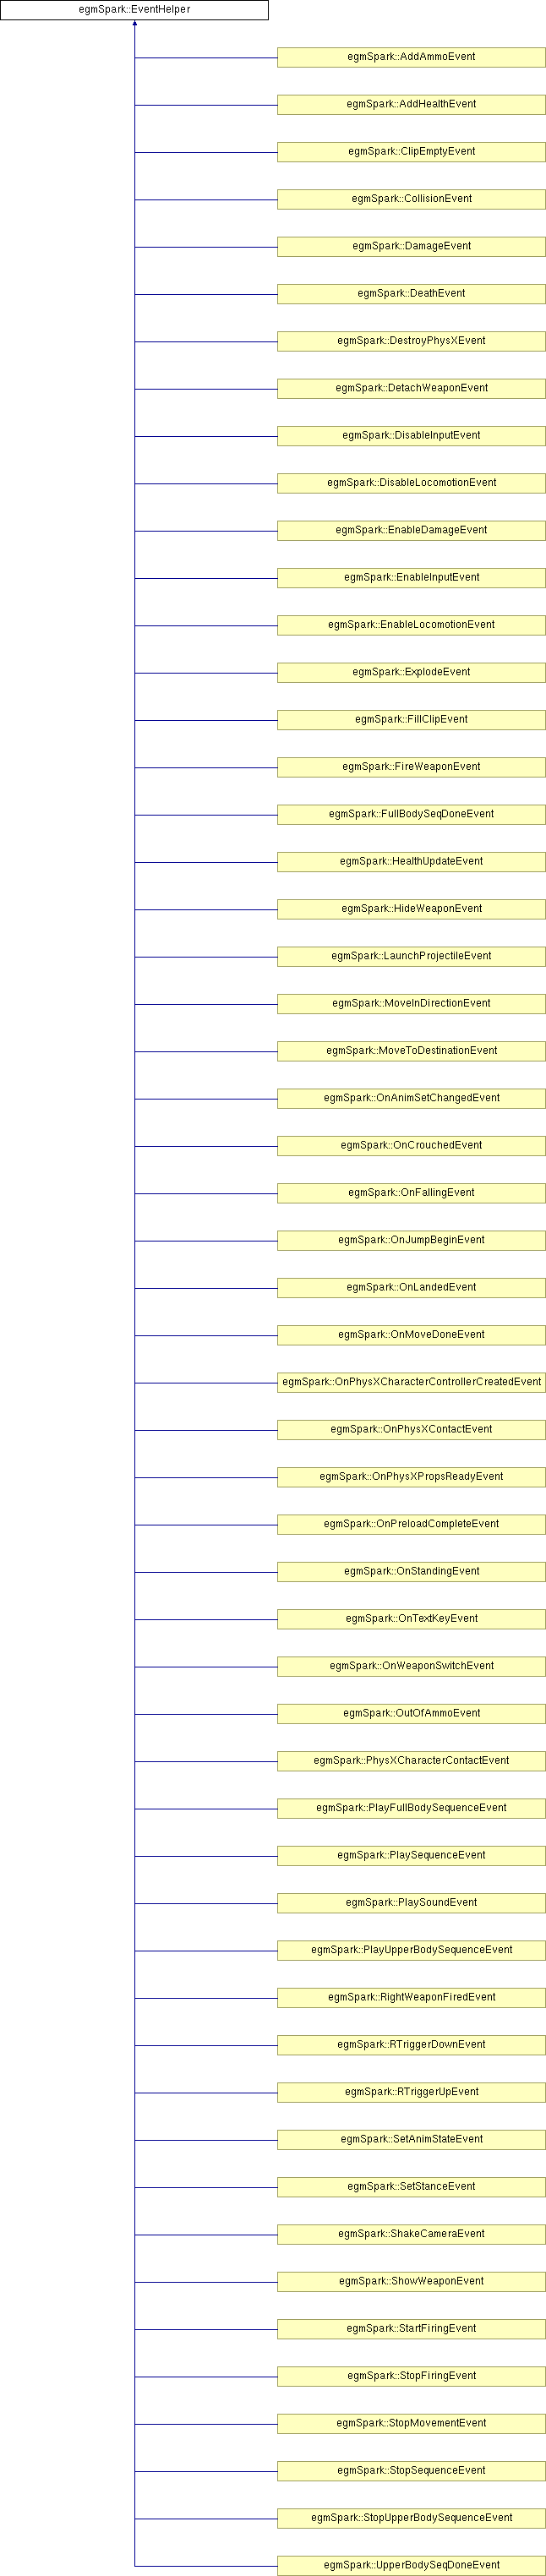 egmSpark::EventHelper
egmSpark::AddAmmoEvent
egmSpark::AddHealthEvent
egmSpark::ClipEmptyEvent
egmSpark::CollisionEvent
egmSpark::DamageEvent
egmSpark::DeathEvent
egmSpark::DestroyPhysXEvent
egmSpark::DetachWeaponEvent
egmSpark::DisableInputEvent
egmSpark::DisableLocomotionEvent
egmSpark::EnableDamageEvent
egmSpark::EnableInputEvent
egmSpark::EnableLocomotionEvent
egmSpark::ExplodeEvent
egmSpark::FillClipEvent
egmSpark::FireWeaponEvent
egmSpark::FullBodySeqDoneEvent
egmSpark::HealthUpdateEvent
egmSpark::HideWeaponEvent
egmSpark::LaunchProjectileEvent
egmSpark::MoveInDirectionEvent
egmSpark::MoveToDestinationEvent
egmSpark::OnAnimSetChangedEvent
egmSpark::OnCrouchedEvent
egmSpark::OnFallingEvent
egmSpark::OnJumpBeginEvent
egmSpark::OnLandedEvent
egmSpark::OnMoveDoneEvent
egmSpark::OnPhysXCharacterControllerCreatedEvent
egmSpark::OnPhysXContactEvent
egmSpark::OnPhysXPropsReadyEvent
egmSpark::OnPreloadCompleteEvent
egmSpark::OnStandingEvent
egmSpark::OnTextKeyEvent
egmSpark::OnWeaponSwitchEvent
egmSpark::OutOfAmmoEvent
egmSpark::PhysXCharacterContactEvent
egmSpark::PlayFullBodySequenceEvent
egmSpark::PlaySequenceEvent
egmSpark::PlaySoundEvent
egmSpark::PlayUpperBodySequenceEvent
egmSpark::RightWeaponFiredEvent
egmSpark::RTriggerDownEvent
egmSpark::RTriggerUpEvent
egmSpark::SetAnimStateEvent
egmSpark::SetStanceEvent
egmSpark::ShakeCameraEvent
egmSpark::ShowWeaponEvent
egmSpark::StartFiringEvent
egmSpark::StopFiringEvent
egmSpark::StopMovementEvent
egmSpark::StopSequenceEvent
egmSpark::StopUpperBodySequenceEvent
egmSpark::UpperBodySeqDoneEvent